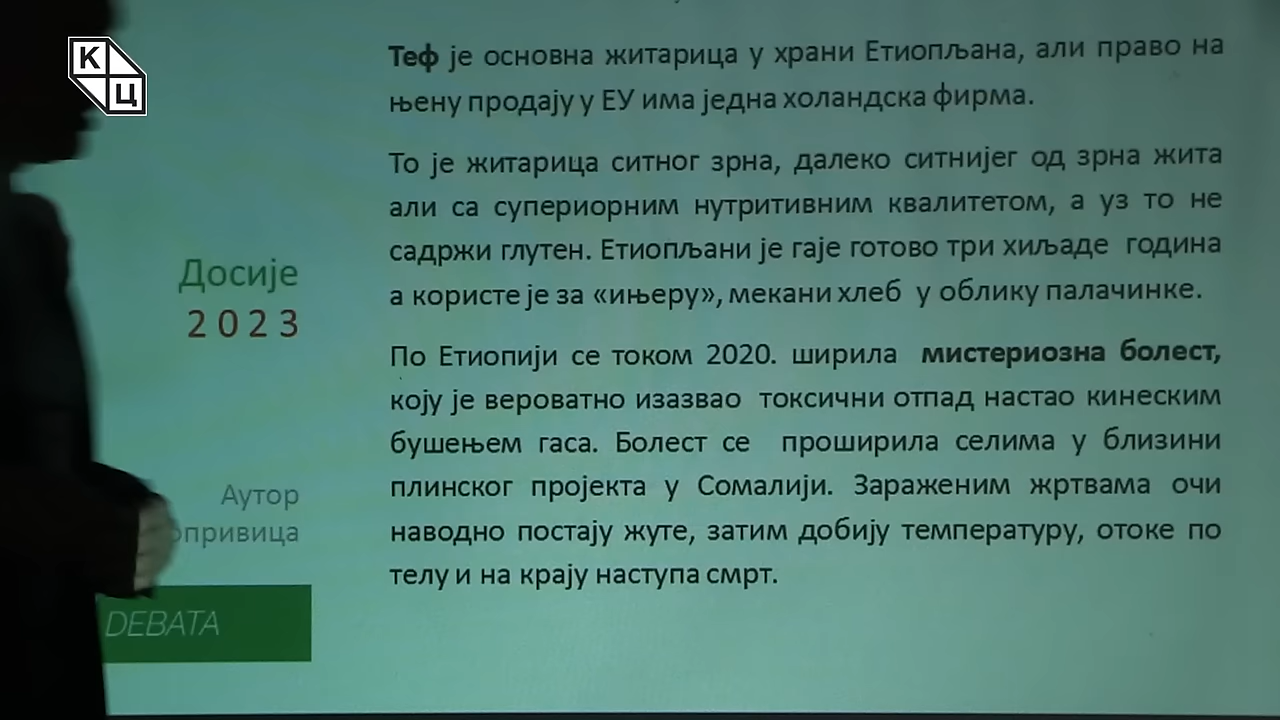 К
Ц
Теф је основна житарица у храни Етиопљана, али право на
њену продају у ЕУ има једна холандска фирма.
То је житарица ситног зрна, далеко ситнијег од зрна жита
али са супериорним нутритивним квалитетом, а уз то не
садржи глутен. Етиопљани је гаје готово три хиљаде година
а користе је за «ињеру», мекани хлеб у облику палачинке.
По Етиопији се током 2020. ширила мистериозна болест,
коју је вероватно изазвао токсични отпад настао кинеским
бушењем гаса. Болест се проширила селима у близини
плинског пројекта у Сомалији. Зараженим жртвама очи
наводно постају жуте, затим добију температуру, отоке по
телу и на крају наступа смрт.
Досије
2023
Аутор
опривица
DEBATA